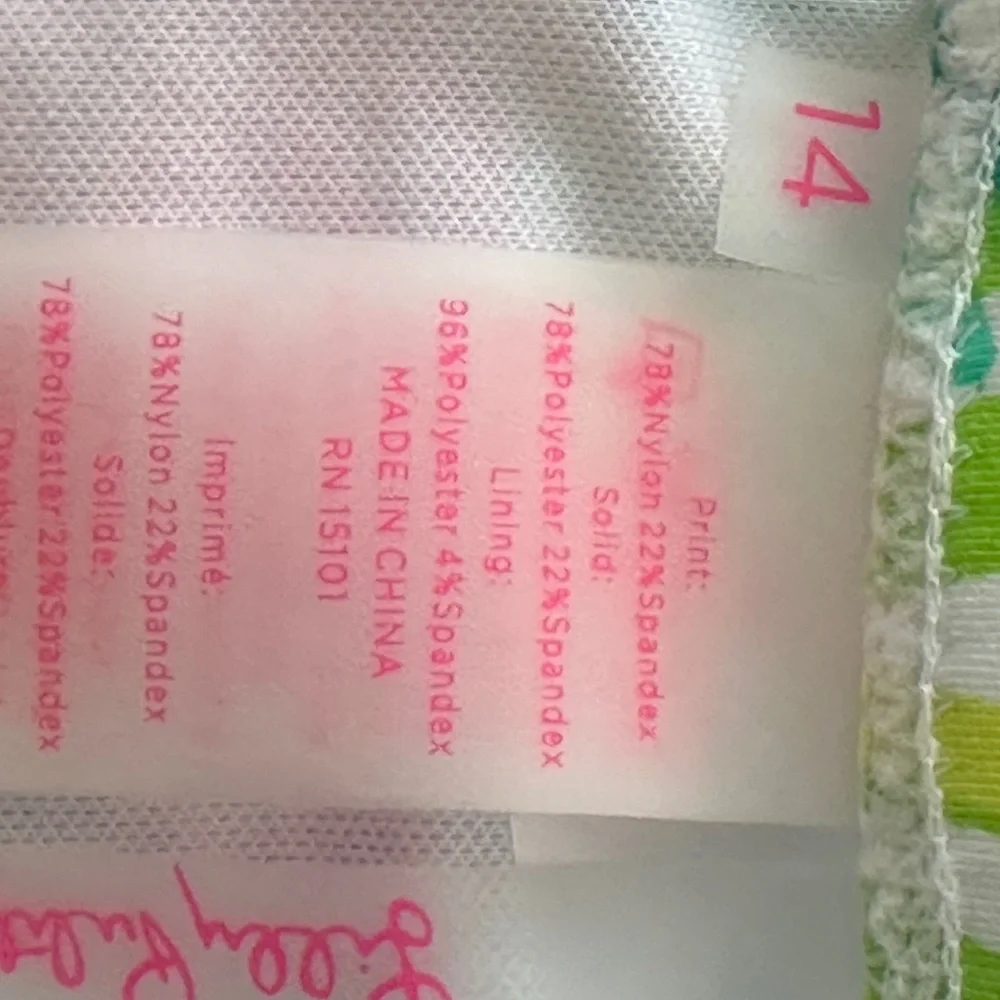 14
Print:
78%Nylon 22%Spandex
Solid:
78%Polyester 22%Spandex
Lining:
96%Polyester 4%Spandex
MADE IN CHINA
RN 15101
Imprimé:
78%Nylon 22%Spandex
Solide:
78%Polyester 22%Spandex
Lilly